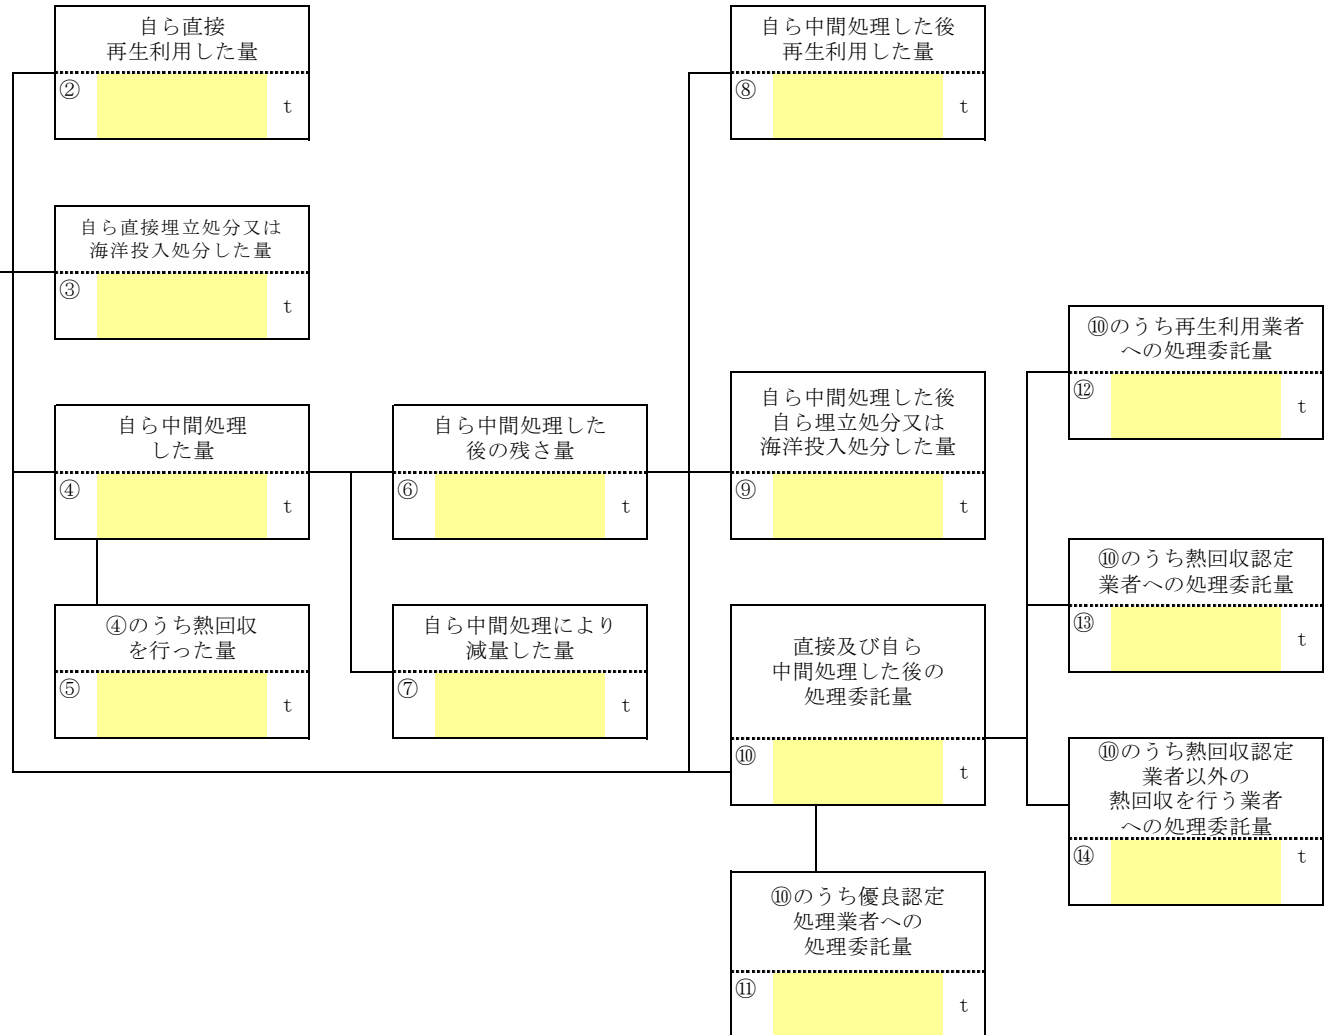 自ら直接
再生利用した量
②
t
自ら中間処理した後
再生利用した量
⑧
t
自ら直接埋立処分又は
海洋投入処分した量
③
t
⑩のうち再生利用業者
への処理委託量
⑫
t
自ら中間処理
した量
④
t
自ら中間処理した
後の残さ量
⑥
t
自ら中間処理した後
自ら埋立処分又は
海洋投入処分した量
⑨
t
⑩のうち熱回収認定
業者への処理委託量
⑬
t
④のうち熱回収
を行った量
⑤
t
自ら中間処理により
減量した量
⑦
t
直接及び自ら
中間処理した後の
処理委託量
⑩
t
⑩のうち熱回収認定
業者以外の
熱回収を行う業者
への処理委託量
⑭
t
⑩のうち優良認定
処理業者への
処理委託量
⑪
t